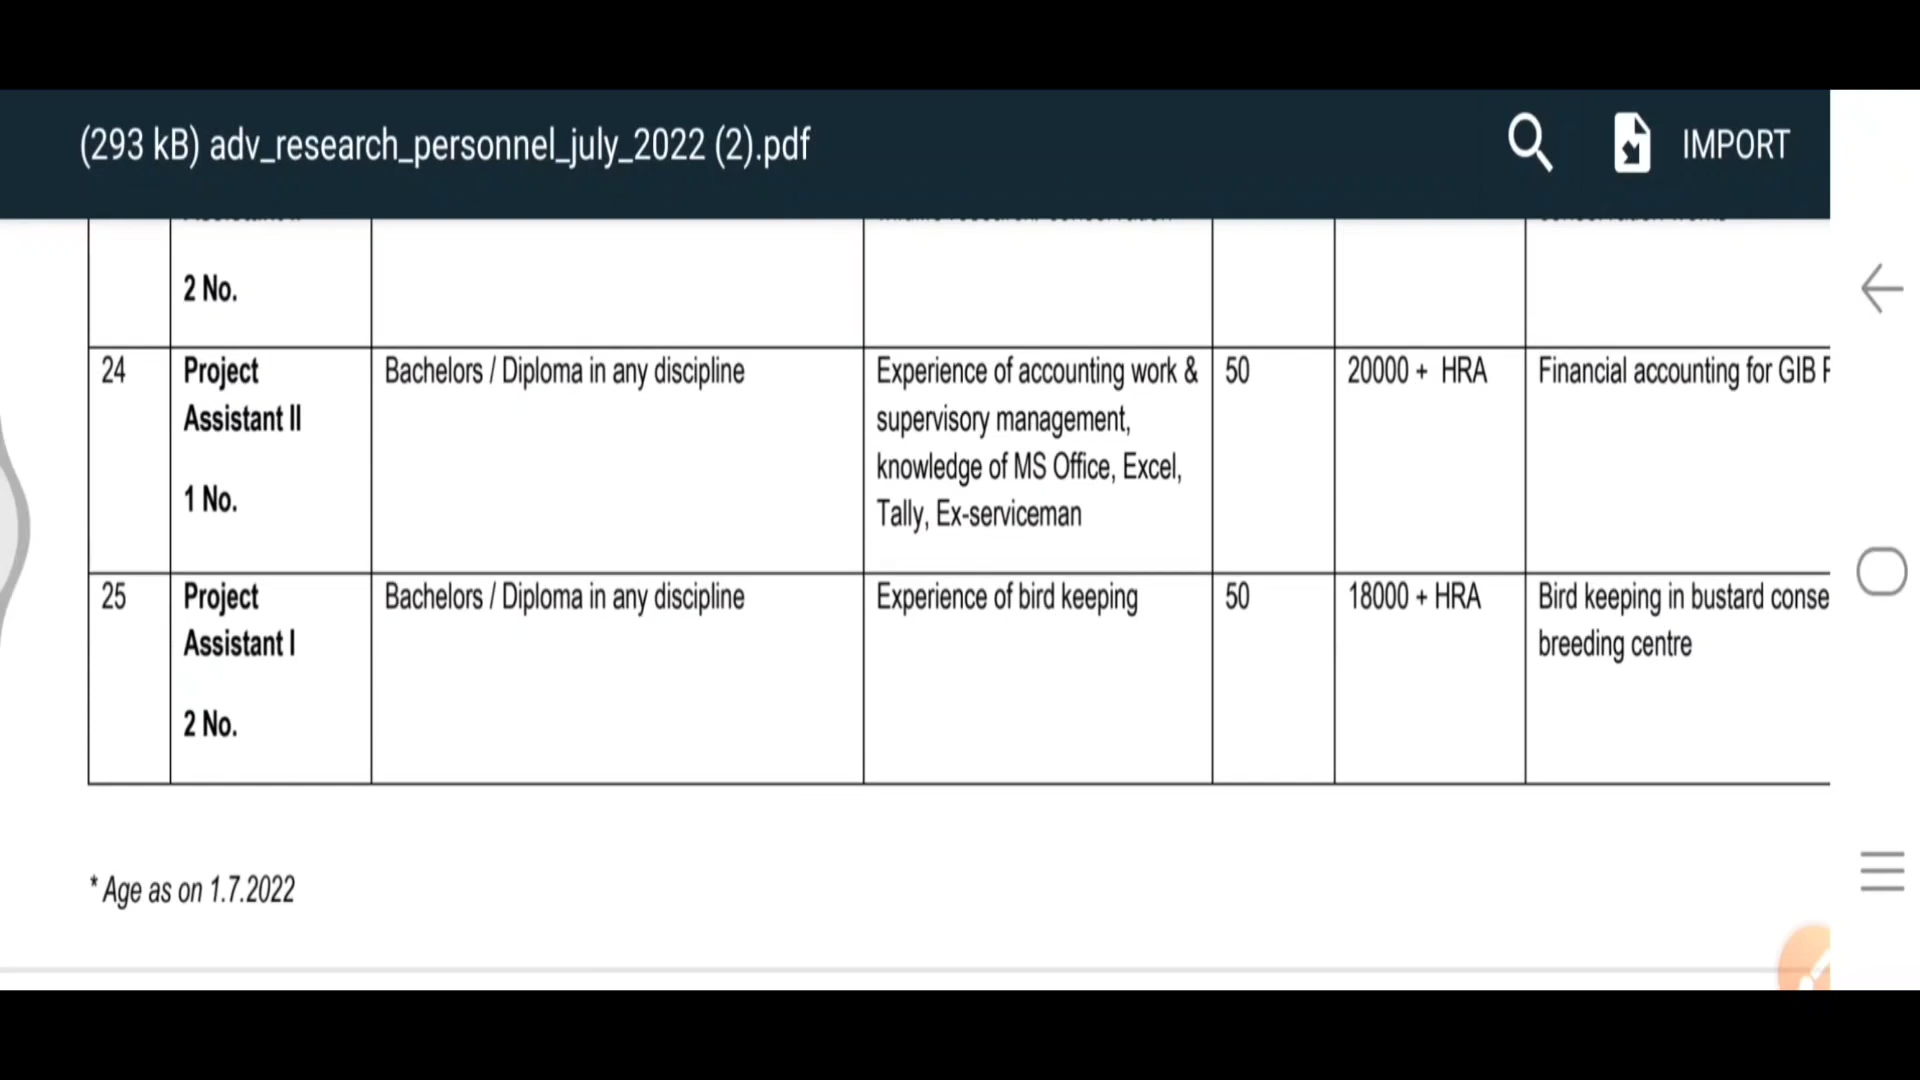 (293 kB) adv_research_personnel_july_2022 (2).pdf
IMPORT
2 No.
24
Project
Assistant II
1 No.
Bachelors / Diploma in any discipline
Experience of accounting work &
supervisory management,
knowledge of MS Office, Excel,
Tally, Ex-serviceman
50
20000 + HRA
Financial accounting for GIB
25
Project
Assistant I
2 No.
Bachelors / Diploma in any discipline
Experience of bird keeping
50
18000 + HRA
Bird keeping in bustard conse
breeding centre
* Age as on 1.7.2022